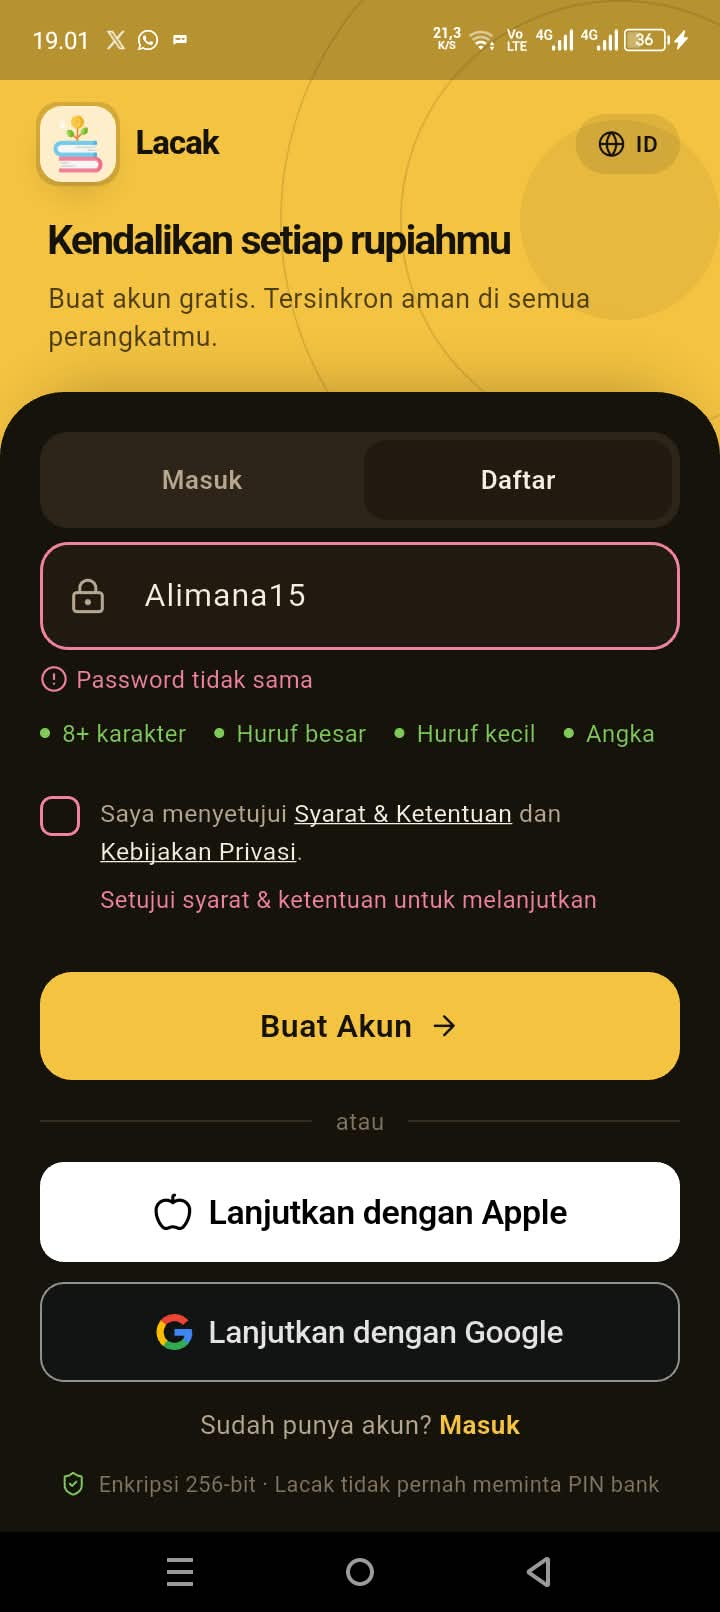 19.01
21,3 K/S
Vo LTE
4G
4G
36
Lacak
ID
Kendalikan setiap rupiahmu
Buat akun gratis. Tersinkron aman di semua
perangkatmu.
Masuk
Daftar
Alimana15
Password tidak sama
8+ karakter
Huruf besar
Huruf kecil
Angka
Saya menyetujui Syarat & Ketentuan dan
Kebijakan Privasi.
Setujui syarat & ketentuan untuk melanjutkan
Buat Akun →
atau
Lanjutkan dengan Apple
Lanjutkan dengan Google
Sudah punya akun? Masuk
Enkripsi 256-bit · Lacak tidak pernah meminta PIN bank